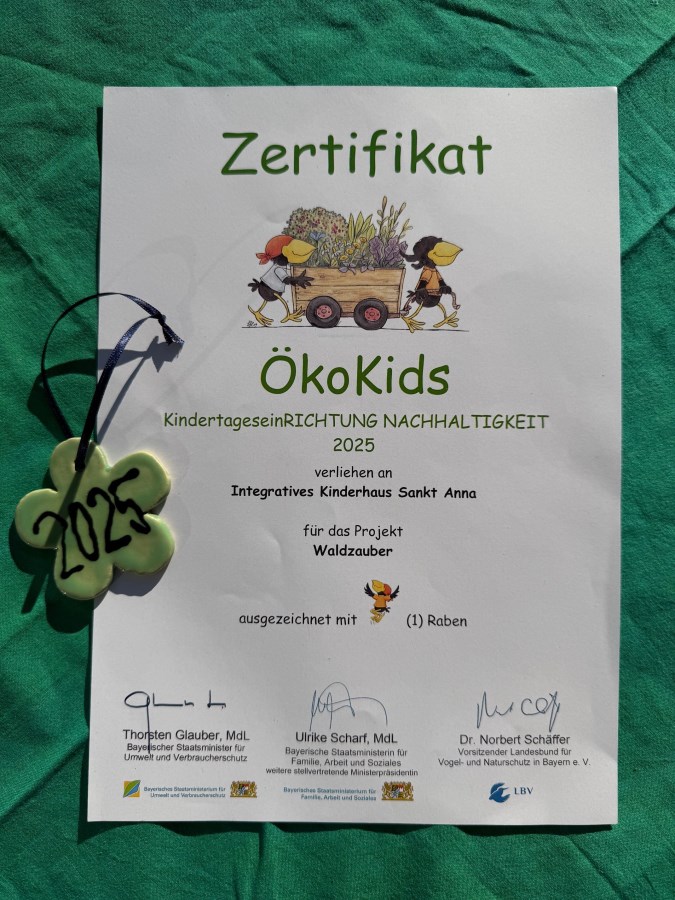 Zertifikat
ÖkoKids
KindertageseinRICHTUNG NACHHALTIGKEIT
2025
verliehen an
Integratives Kinderhaus Sankt Anna
für das Projekt
Waldzauber
ausgezeichnet mit (1) Raben
2025
Thorsten Glauber, MdL
Bayerischer Staatsminister für
Umwelt und Verbraucherschutz
Bayerisches Staatsministerium für
Umwelt und Verbraucherschutz
Ulrike Scharf, MdL
Bayerische Staatsministerin für
Familie, Arbeit und Soziales
weitere stellvertretende Ministerpräsidentin
Bayerisches Staatsministerium für
Familie, Arbeit und Soziales
Dr. Norbert Schäffer
Vorsitzender Landesbund für
Vogel- und Naturschutz in Bayern e. V.
LBV